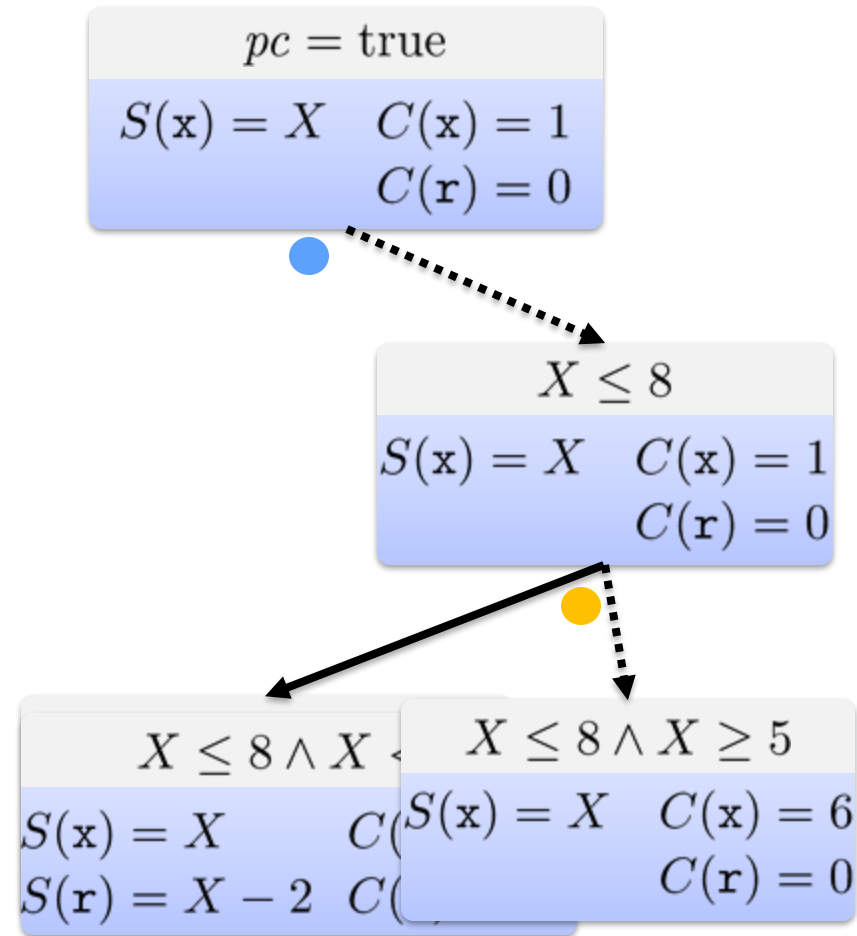 pc = true
S(x) = X C(x) = 1
C(r) = 0
X ≤ 8
S(x) = X C(x) = 1
C(r) = 0
X ≤ 8 ∧ X <
S(x) = X C(
S(r) = X − 2 C(
X ≤ 8 ∧ X ≥ 5
S(x) = X C(x) = 6
C(r) = 0